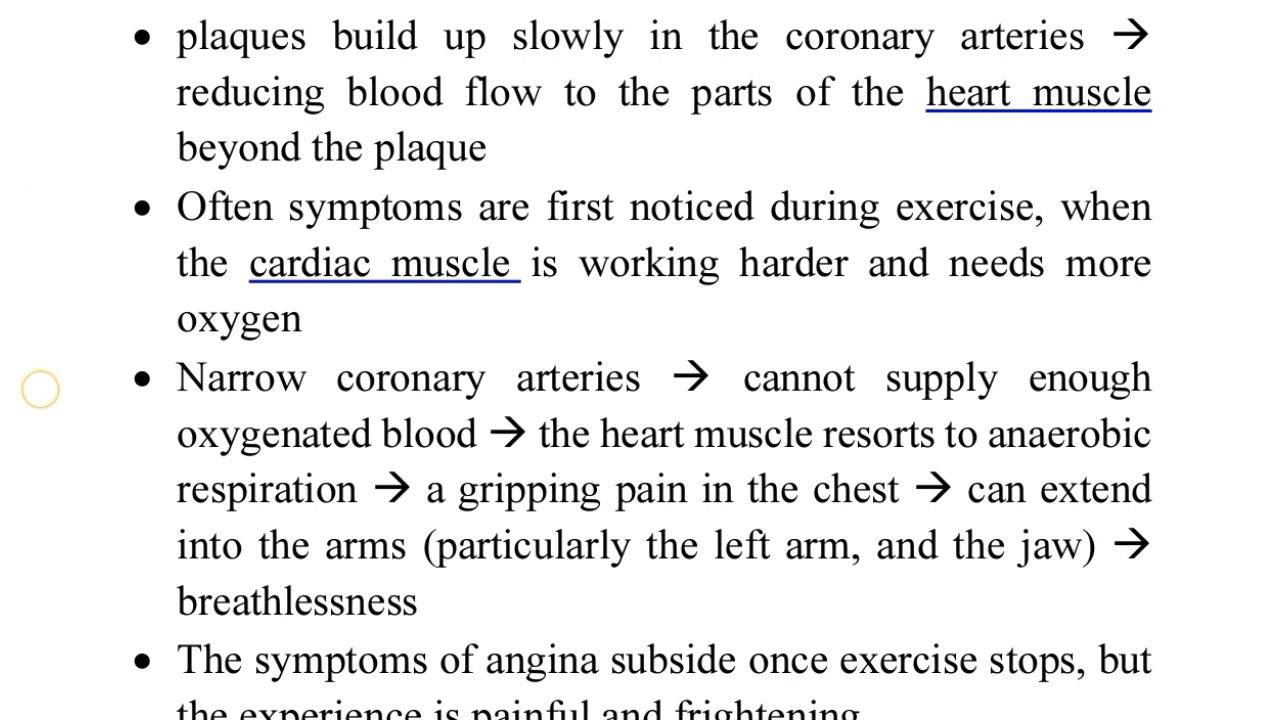 • plaques build up slowly in the coronary arteries →
reducing blood flow to the parts of the heart muscle
beyond the plaque
• Often symptoms are first noticed during exercise, when
the cardiac muscle is working harder and needs more
oxygen
• Narrow coronary arteries → cannot supply enough
oxygenated blood → the heart muscle resorts to anaerobic
respiration → a gripping pain in the chest → can extend
into the arms (particularly the left arm, and the jaw) →
breathlessness
• The symptoms of angina subside once exercise stops, but
the experience is painful and frightening